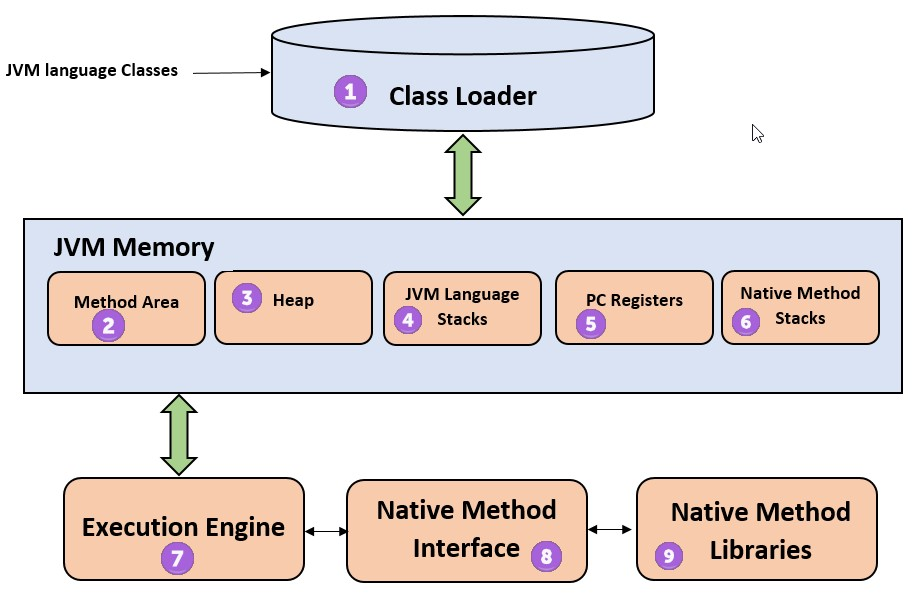 JVM language Classes
1 Class Loader
JVM Memory
Method Area
2
3 Heap
JVM Language
4 Stacks
PC Registers
5
Native Method
6 Stacks
Execution Engine
7
Native Method
Interface 8
Native Method
9 Libraries